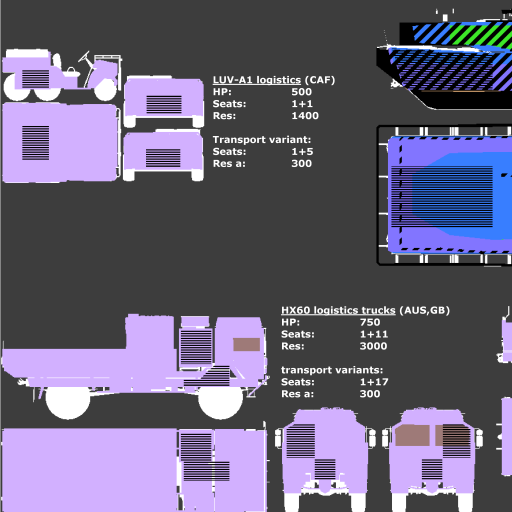 LUV-A1 logistics (CAF)
HP: 500
Seats: 1+1
Res: 1400
Transport variant:
Seats: 1+5
Res a: 300
HX60 logistics trucks (AUS,GB)
HP: 750
Seats: 1+11
Res: 3000
transport variants:
Seats: 1+17
Res a: 300